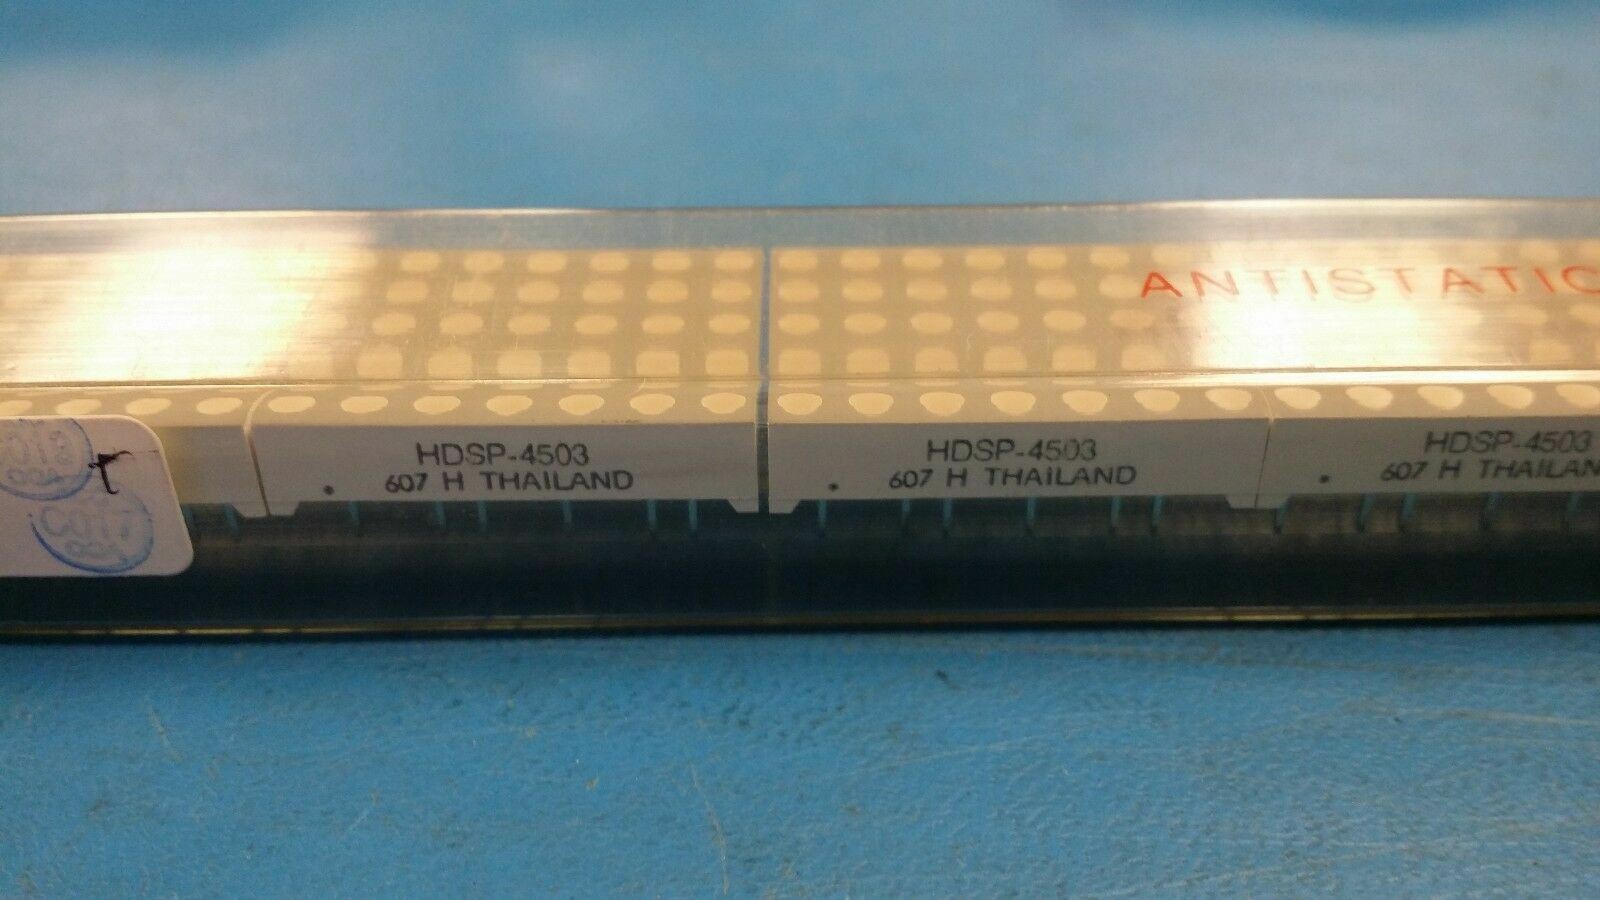 ANTISTATIC
HDSP-4503
607 H THAILAND
HDSP-4503
607 H THAILAND
HDSP-4503
607 H THAILAN